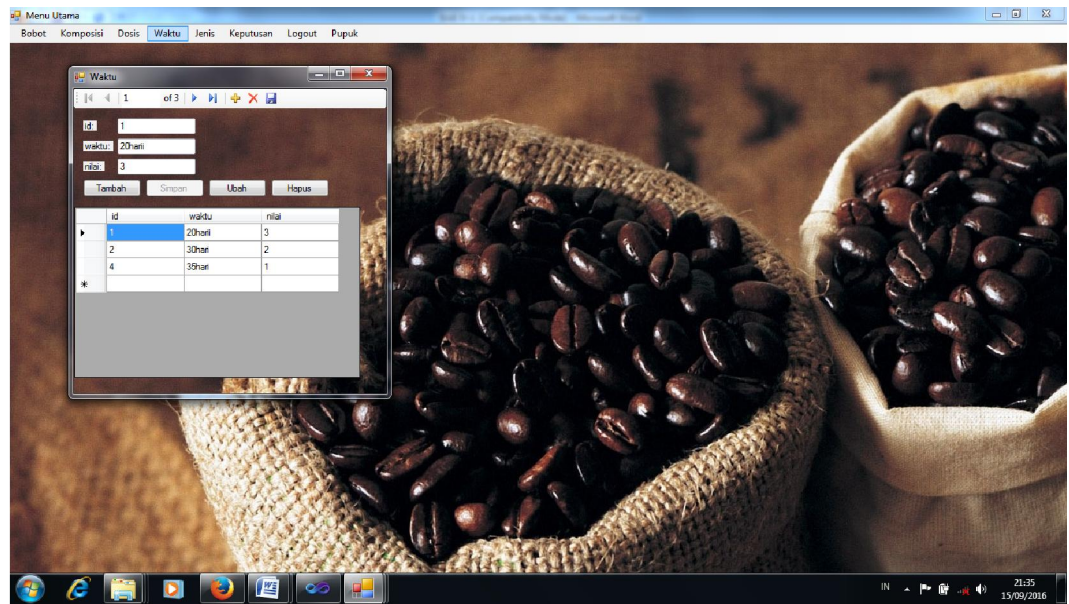 Menu Utama
Bobot Komposisi Dosis Waktu Jenis Keputusan Logout Pupuk
Waktu
1 of 3
id: 1
waktu: 20harii
nilai: 3
Tambah Simpan Ubah Hapus
id waktu nilai
1 20harii 3
2 30hari 2
4 35hari 1
IN 21:35
15/09/2016